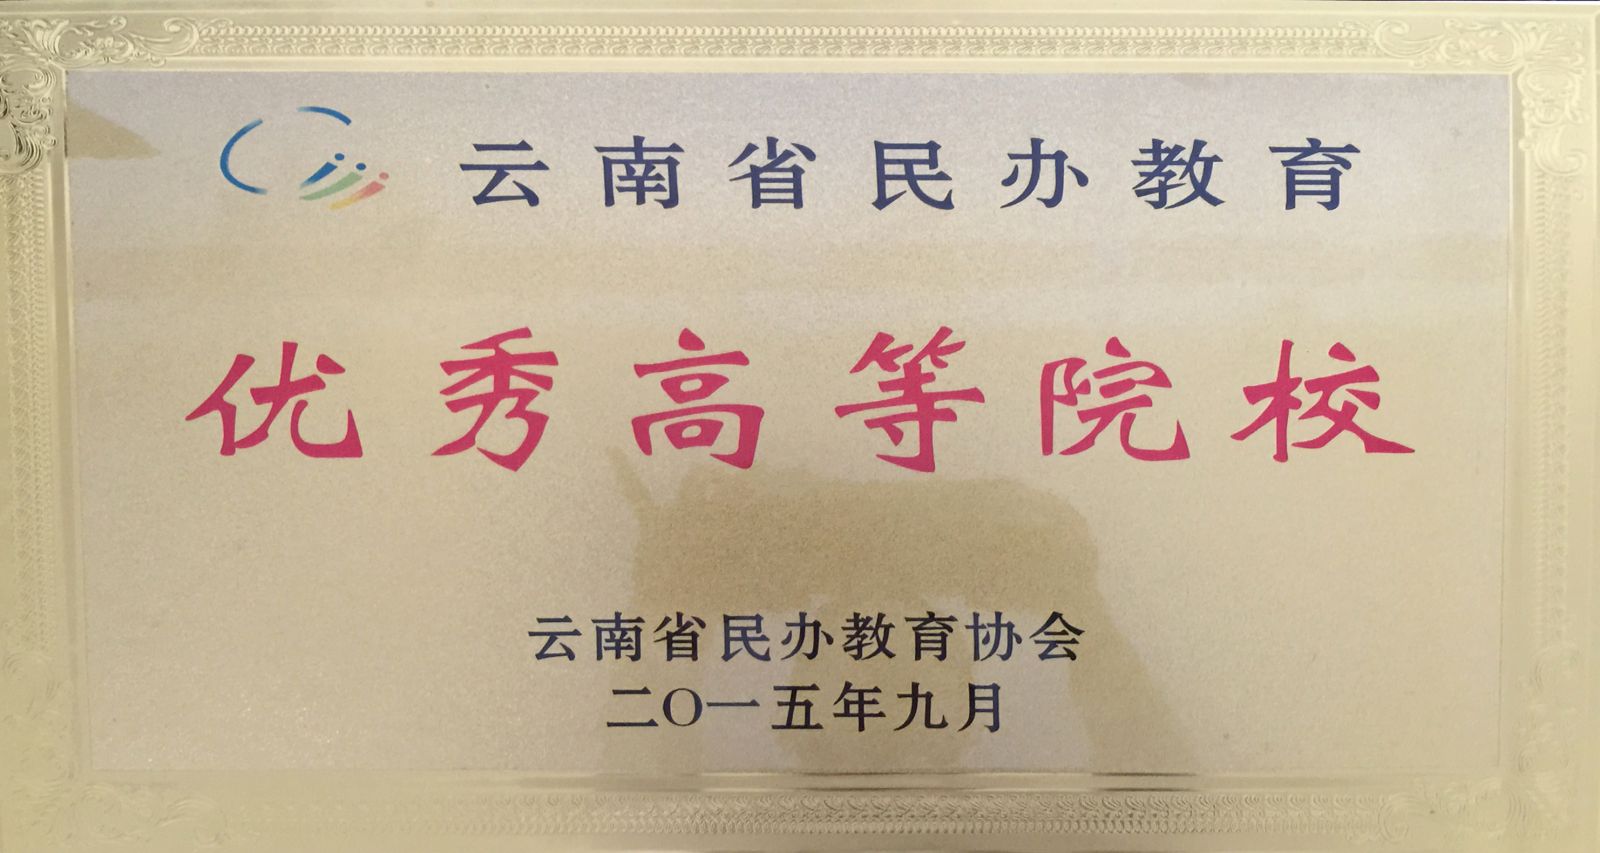 云南省民办教育
优秀高等院校
云南省民办教育协会
二〇一五年九月